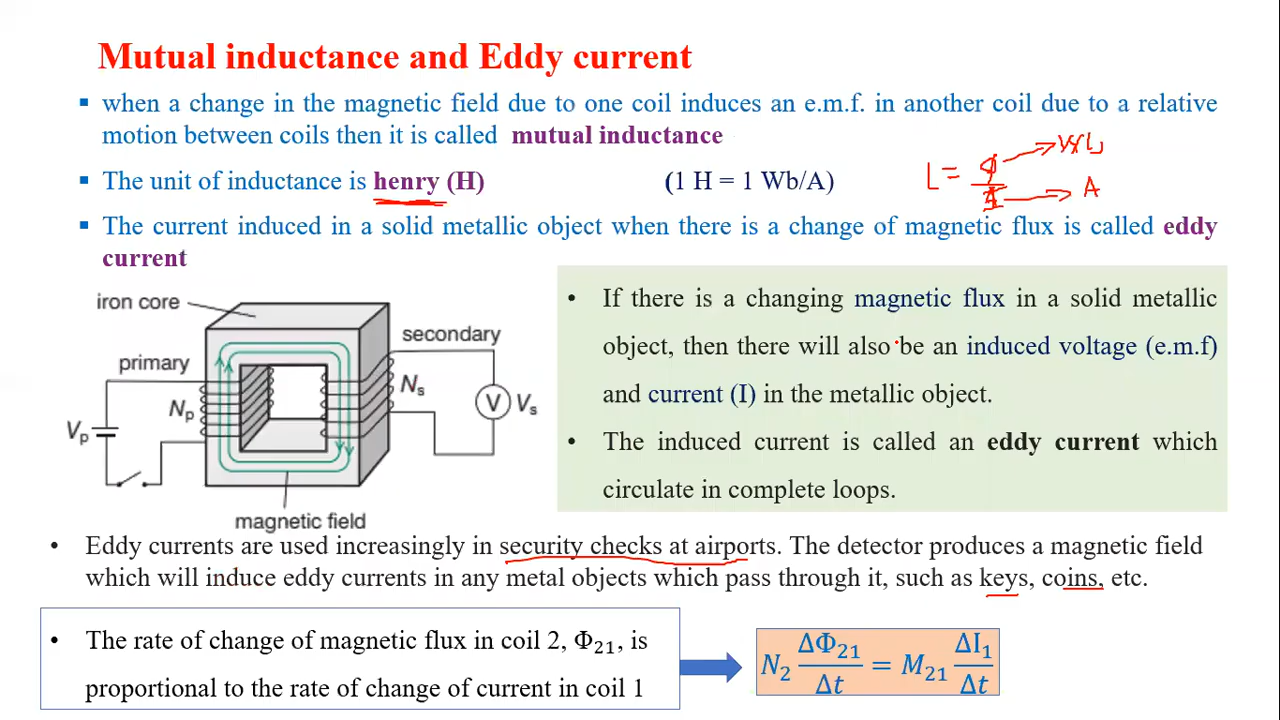 Mutual inductance and Eddy current
▪ when a change in the magnetic field due to one coil induces an e.m.f. in another coil due to a relative
motion between coils then it is called mutual inductance
▪ The unit of inductance is henry (H) (1 H = 1 Wb/A)
L = φ/I → Wb
→ A
▪ The current induced in a solid metallic object when there is a change of magnetic flux is called eddy
current
iron core
primary
secondary
Np
Ns
Vp
V Vs
magnetic field
• If there is a changing magnetic flux in a solid metallic
object, then there will also be an induced voltage (e.m.f)
and current (I) in the metallic object.
• The induced current is called an eddy current which
circulate in complete loops.
• Eddy currents are used increasingly in security checks at airports. The detector produces a magnetic field
which will induce eddy currents in any metal objects which pass through it, such as keys, coins, etc.
• The rate of change of magnetic flux in coil 2, Φ₂₁, is
proportional to the rate of change of current in coil 1
N₂ ΔΦ₂₁/Δt = M₂₁ ΔI₁/Δt